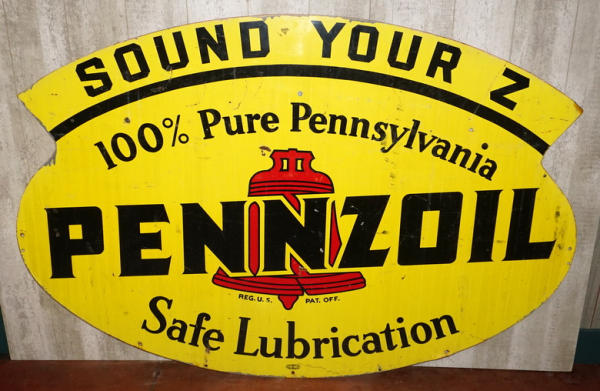 SOUND YOUR Z
100% Pure Pennsylvania
PENNZOIL
REG. U. S. PAT. OFF.
Safe Lubrication